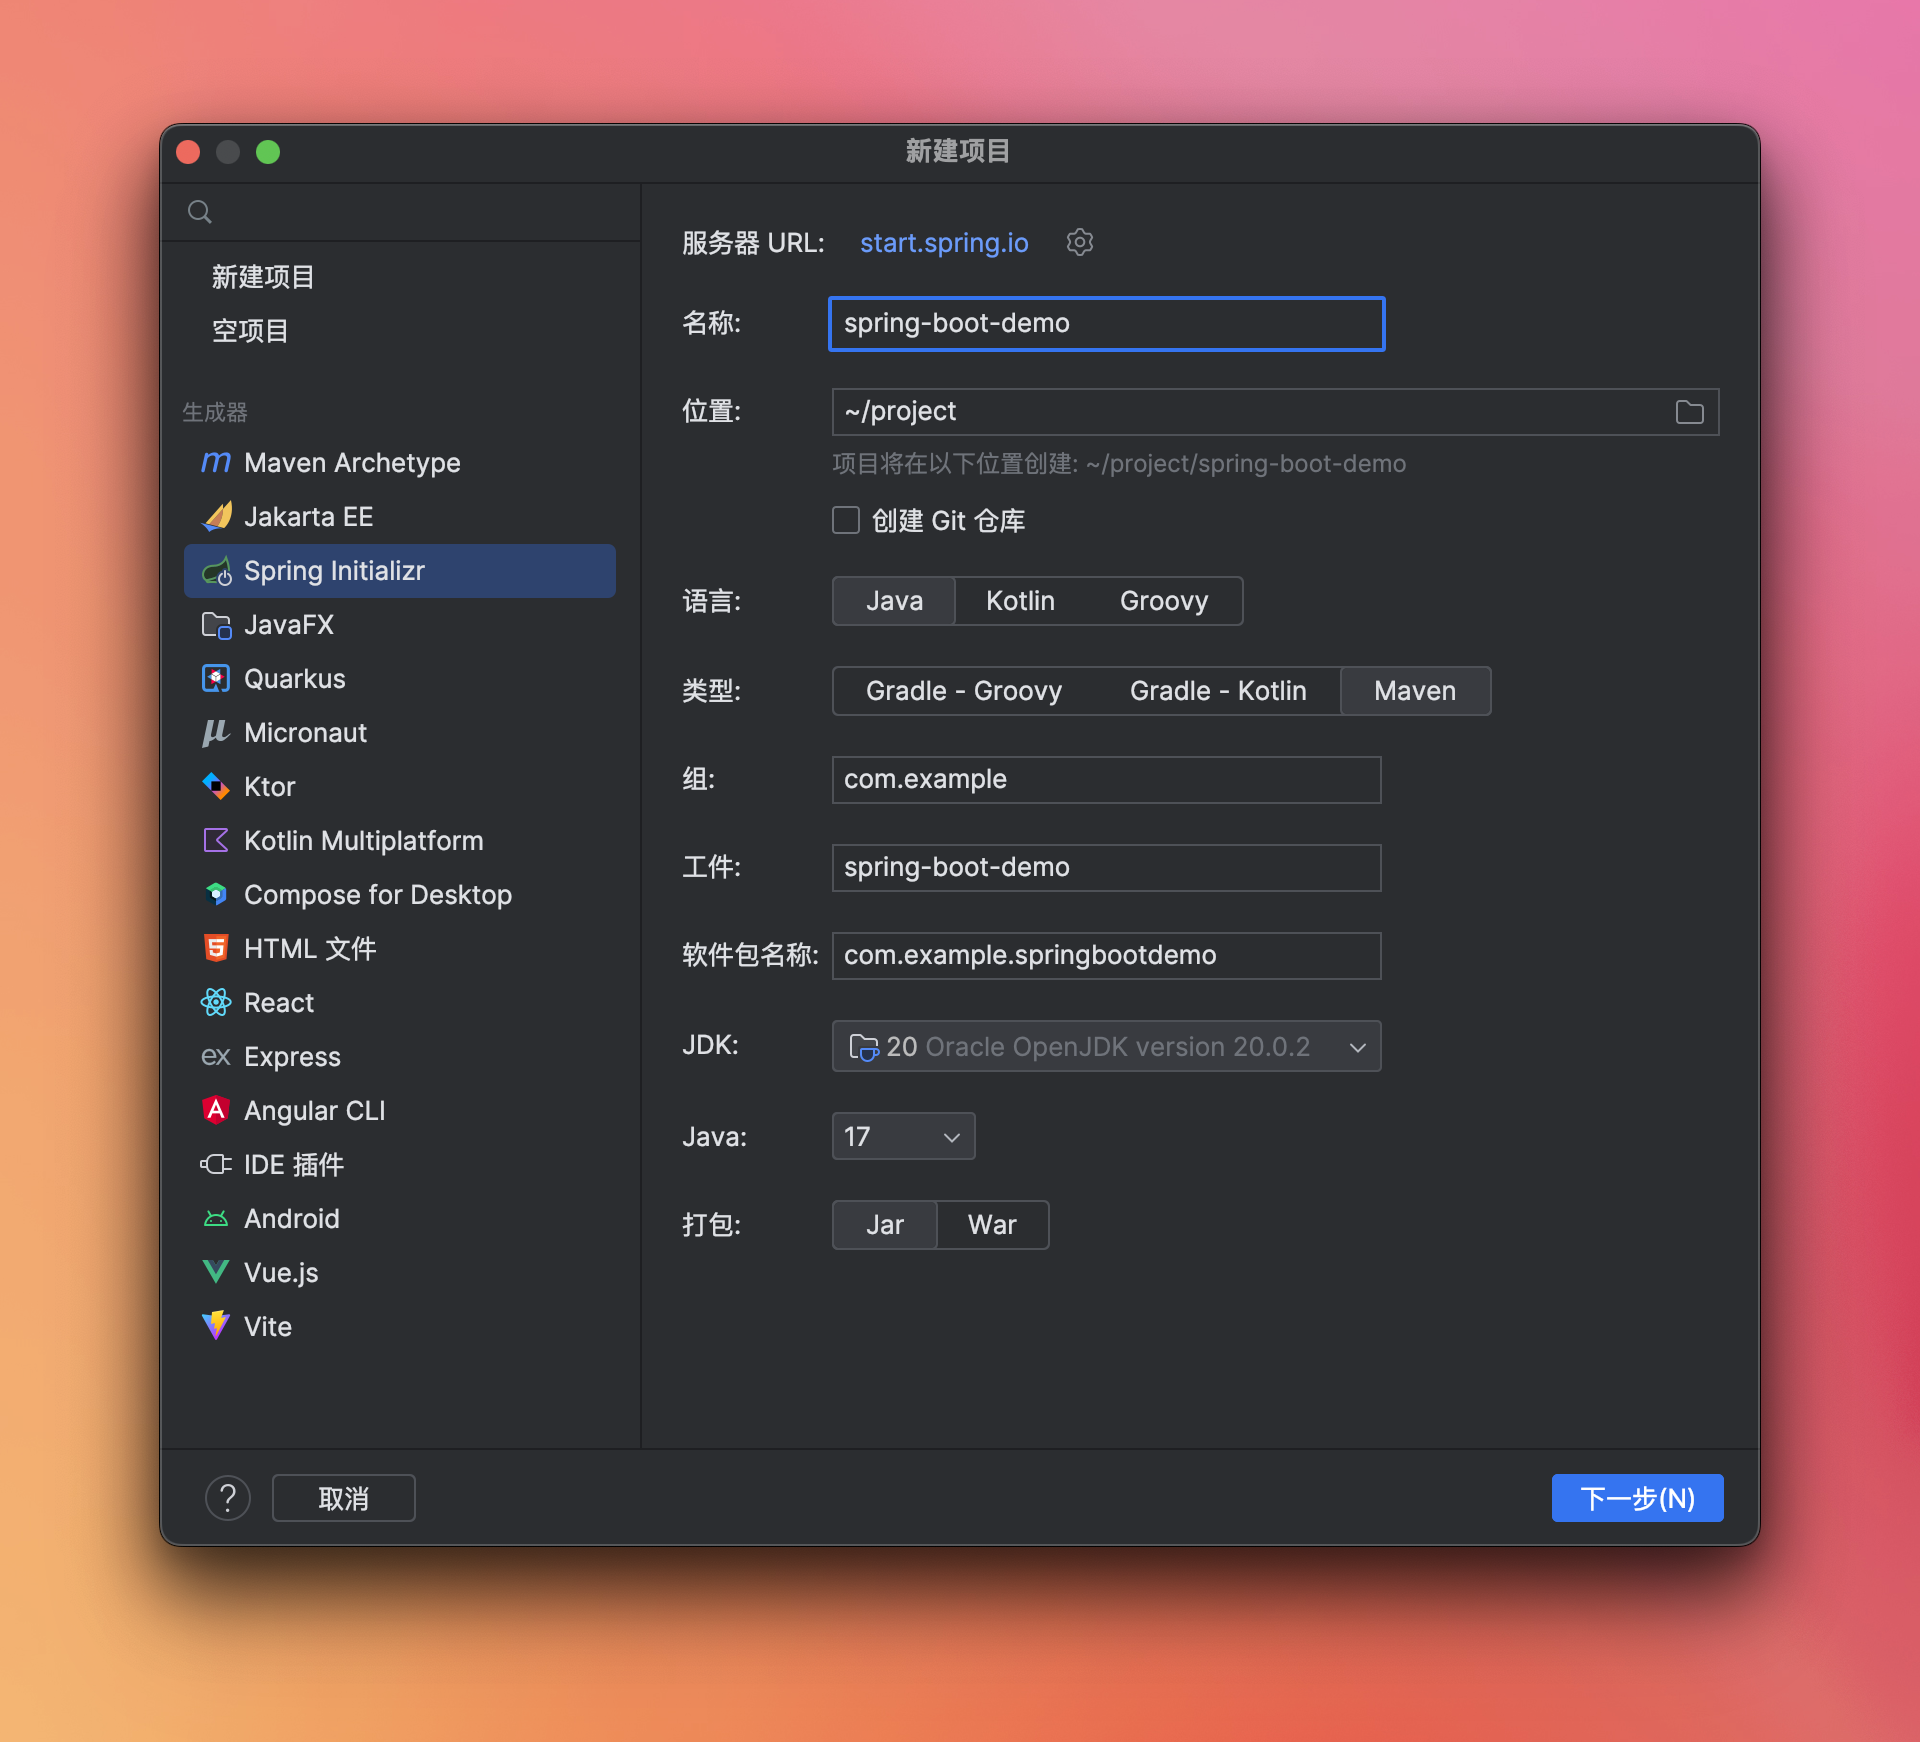 新建项目
新建项目
空项目
生成器
Maven Archetype
Jakarta EE
Spring Initializr
JavaFX
Quarkus
Micronaut
Ktor
Kotlin Multiplatform
Compose for Desktop
HTML 文件
React
ex Express
Angular CLI
IDE 插件
Android
Vue.js
Vite
服务器 URL: start.spring.io
名称: spring-boot-demo
位置: ~/project
项目将在以下位置创建: ~/project/spring-boot-demo
创建 Git 仓库
语言: Java Kotlin Groovy
类型: Gradle - Groovy Gradle - Kotlin Maven
组: com.example
工件: spring-boot-demo
软件包名称: com.example.springbootdemo
JDK: 20 Oracle OpenJDK version 20.0.2
Java: 17
打包: Jar War
? 取消 下一步(N)